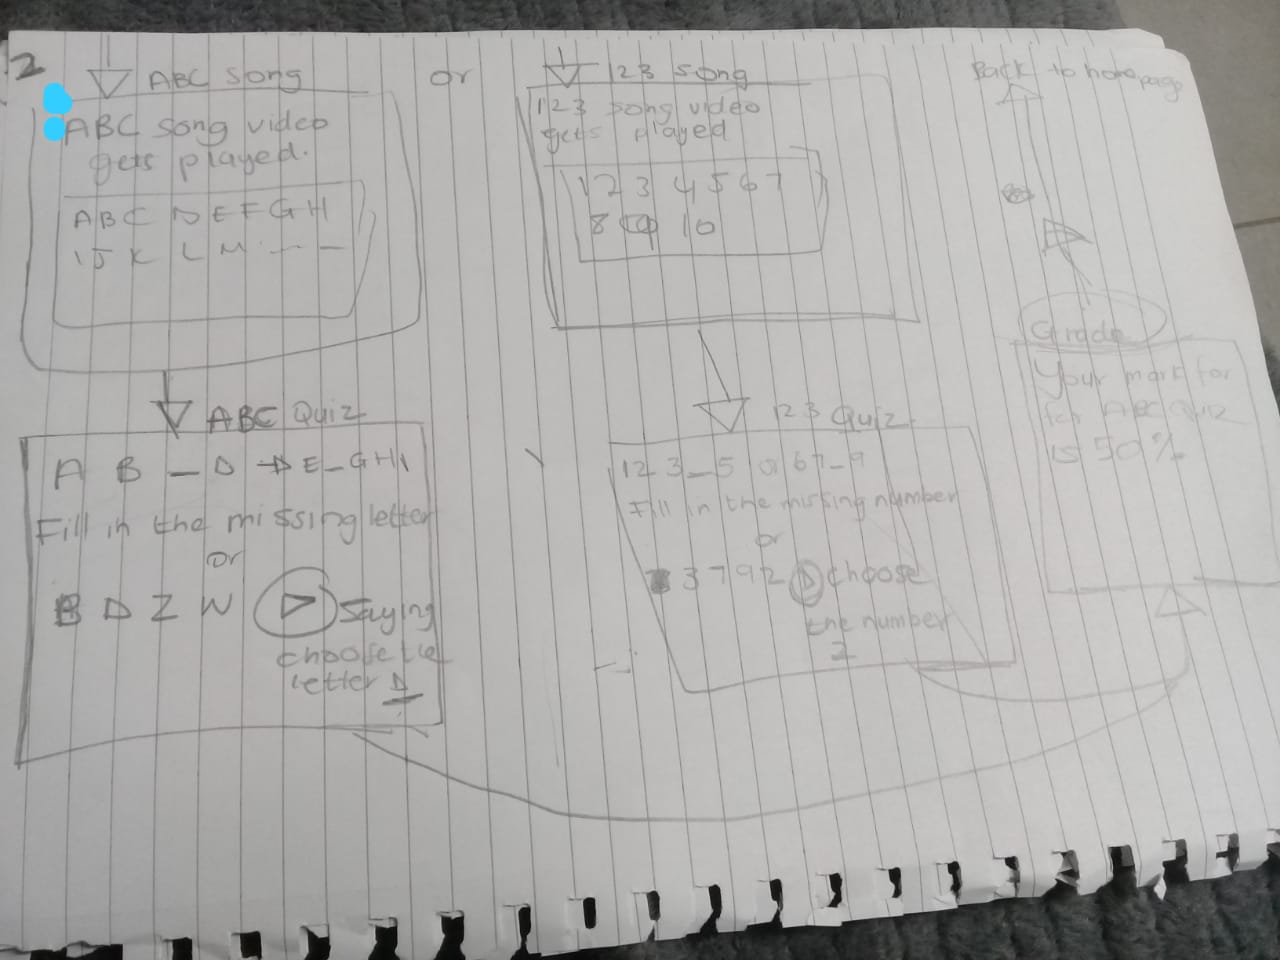 2
ABC Song
ABC song video
gets played.
A B C D E F G H
I J K L M - - -
or
123 song
123 song video
gets played
1 2 3 4 5 6 7
8 9 10
Back to home page
ABC Quiz
A B _ D → E _ G H I
Fill in the missing letter
or
B D Z W ▷ Saying
choose the
letter D
123 Quiz
1 2 3 _ 5 or 6 7 _ 9
Fill in the missing number
or
3 7 9 2 ▷ choose
the number
2
Grade
Your mark for
for ABC Quiz
is 50%